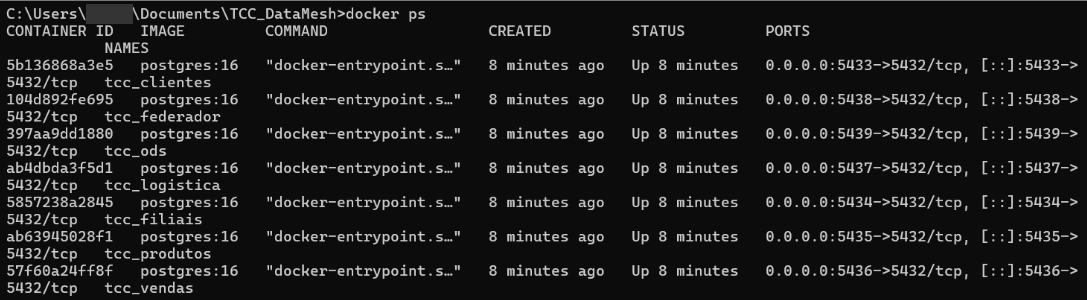 C:\Users\ \Documents\TCC_DataMesh>docker ps
CONTAINER ID   IMAGE         COMMAND                  CREATED         STATUS         PORTS
          NAMES
5b136868a3e5   postgres:16   "docker-entrypoint.s…"   8 minutes ago   Up 8 minutes   0.0.0.0:5433->5432/tcp, [::]:5433->
5432/tcp   tcc_clientes
104d892fe695   postgres:16   "docker-entrypoint.s…"   8 minutes ago   Up 8 minutes   0.0.0.0:5438->5432/tcp, [::]:5438->
5432/tcp   tcc_federador
397aa9dd1880   postgres:16   "docker-entrypoint.s…"   8 minutes ago   Up 8 minutes   0.0.0.0:5439->5432/tcp, [::]:5439->
5432/tcp   tcc_ods
ab4dbda3f5d1   postgres:16   "docker-entrypoint.s…"   8 minutes ago   Up 8 minutes   0.0.0.0:5437->5432/tcp, [::]:5437->
5432/tcp   tcc_logistica
5857238a2845   postgres:16   "docker-entrypoint.s…"   8 minutes ago   Up 8 minutes   0.0.0.0:5434->5432/tcp, [::]:5434->
5432/tcp   tcc_filiais
ab63945028f1   postgres:16   "docker-entrypoint.s…"   8 minutes ago   Up 8 minutes   0.0.0.0:5435->5432/tcp, [::]:5435->
5432/tcp   tcc_produtos
57f60a24ff8f   postgres:16   "docker-entrypoint.s…"   8 minutes ago   Up 8 minutes   0.0.0.0:5436->5432/tcp, [::]:5436->
5432/tcp   tcc_vendas